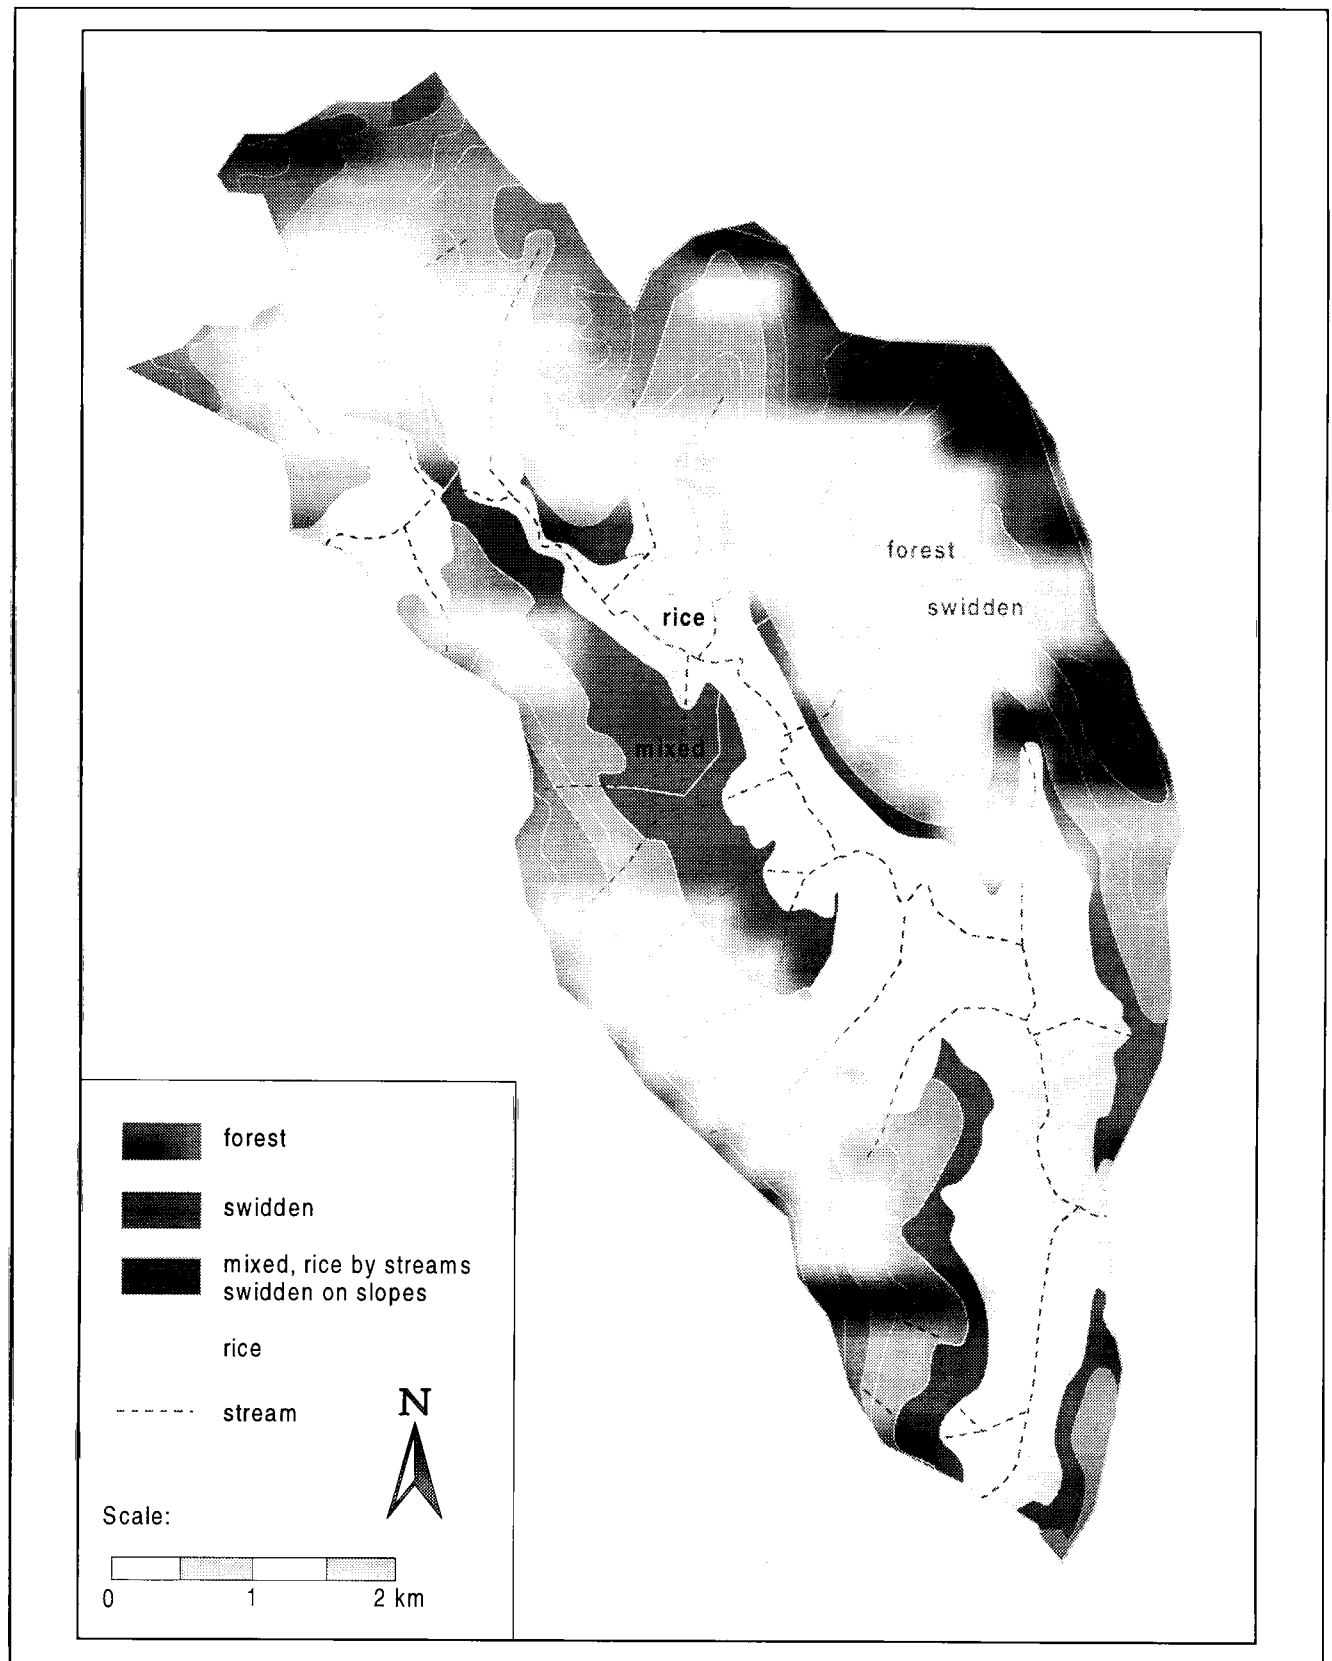 forest
swidden
rice
mixed
forest
swidden
mixed, rice by streams
swidden on slopes
rice
stream
N
Scale:
0 1 2 km